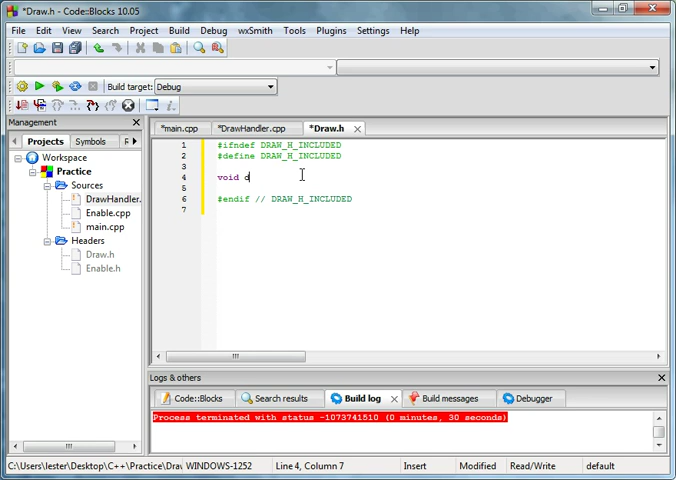 *Draw.h - Code::Blocks 10.05
File Edit View Search Project Build Debug wxSmith Tools Plugins Settings Help
Build target: Debug
Management
Projects Symbols F
*main.cpp *DrawHandler.cpp *Draw.h
Workspace
Practice
Sources
DrawHandler.
Enable.cpp
main.cpp
Headers
Draw.h
Enable.h
1 #ifndef DRAW_H_INCLUDED
2 #define DRAW_H_INCLUDED
3
4 void d
5
6 #endif // DRAW_H_INCLUDED
7
Logs & others
Code::Blocks Search results Build log Build messages Debugger
Process terminated with status -1073741510 (0 minutes, 30 seconds)
C:\Users\lester\Desktop\C++\Practice\Drav WINDOWS-1252 Line 4, Column 7 Insert Modified Read/Write default